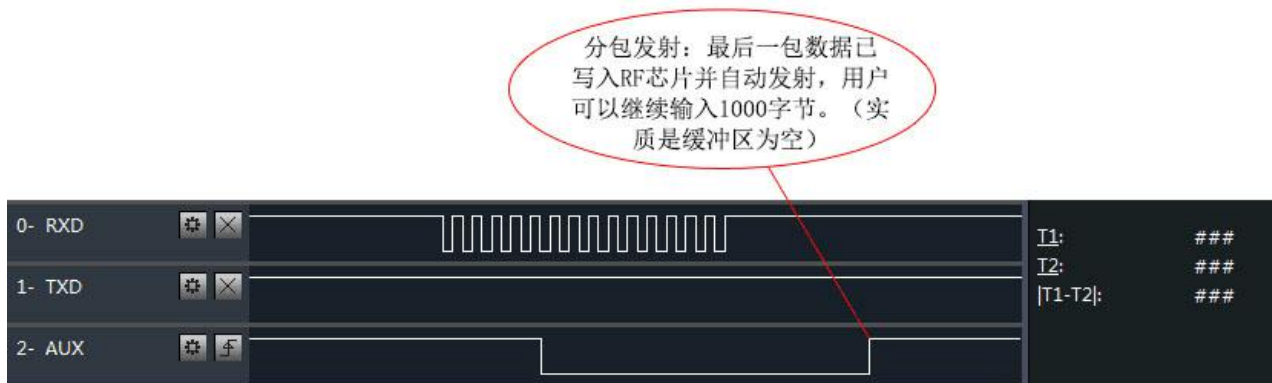 分包发射：最后一包数据已
写入RF芯片并自动发射，用户
可以继续输入1000字节。（实
质是缓冲区为空）
0- RXD
T1: ###
1- TXD
T2: ###
|T1-T2|: ###
2- AUX